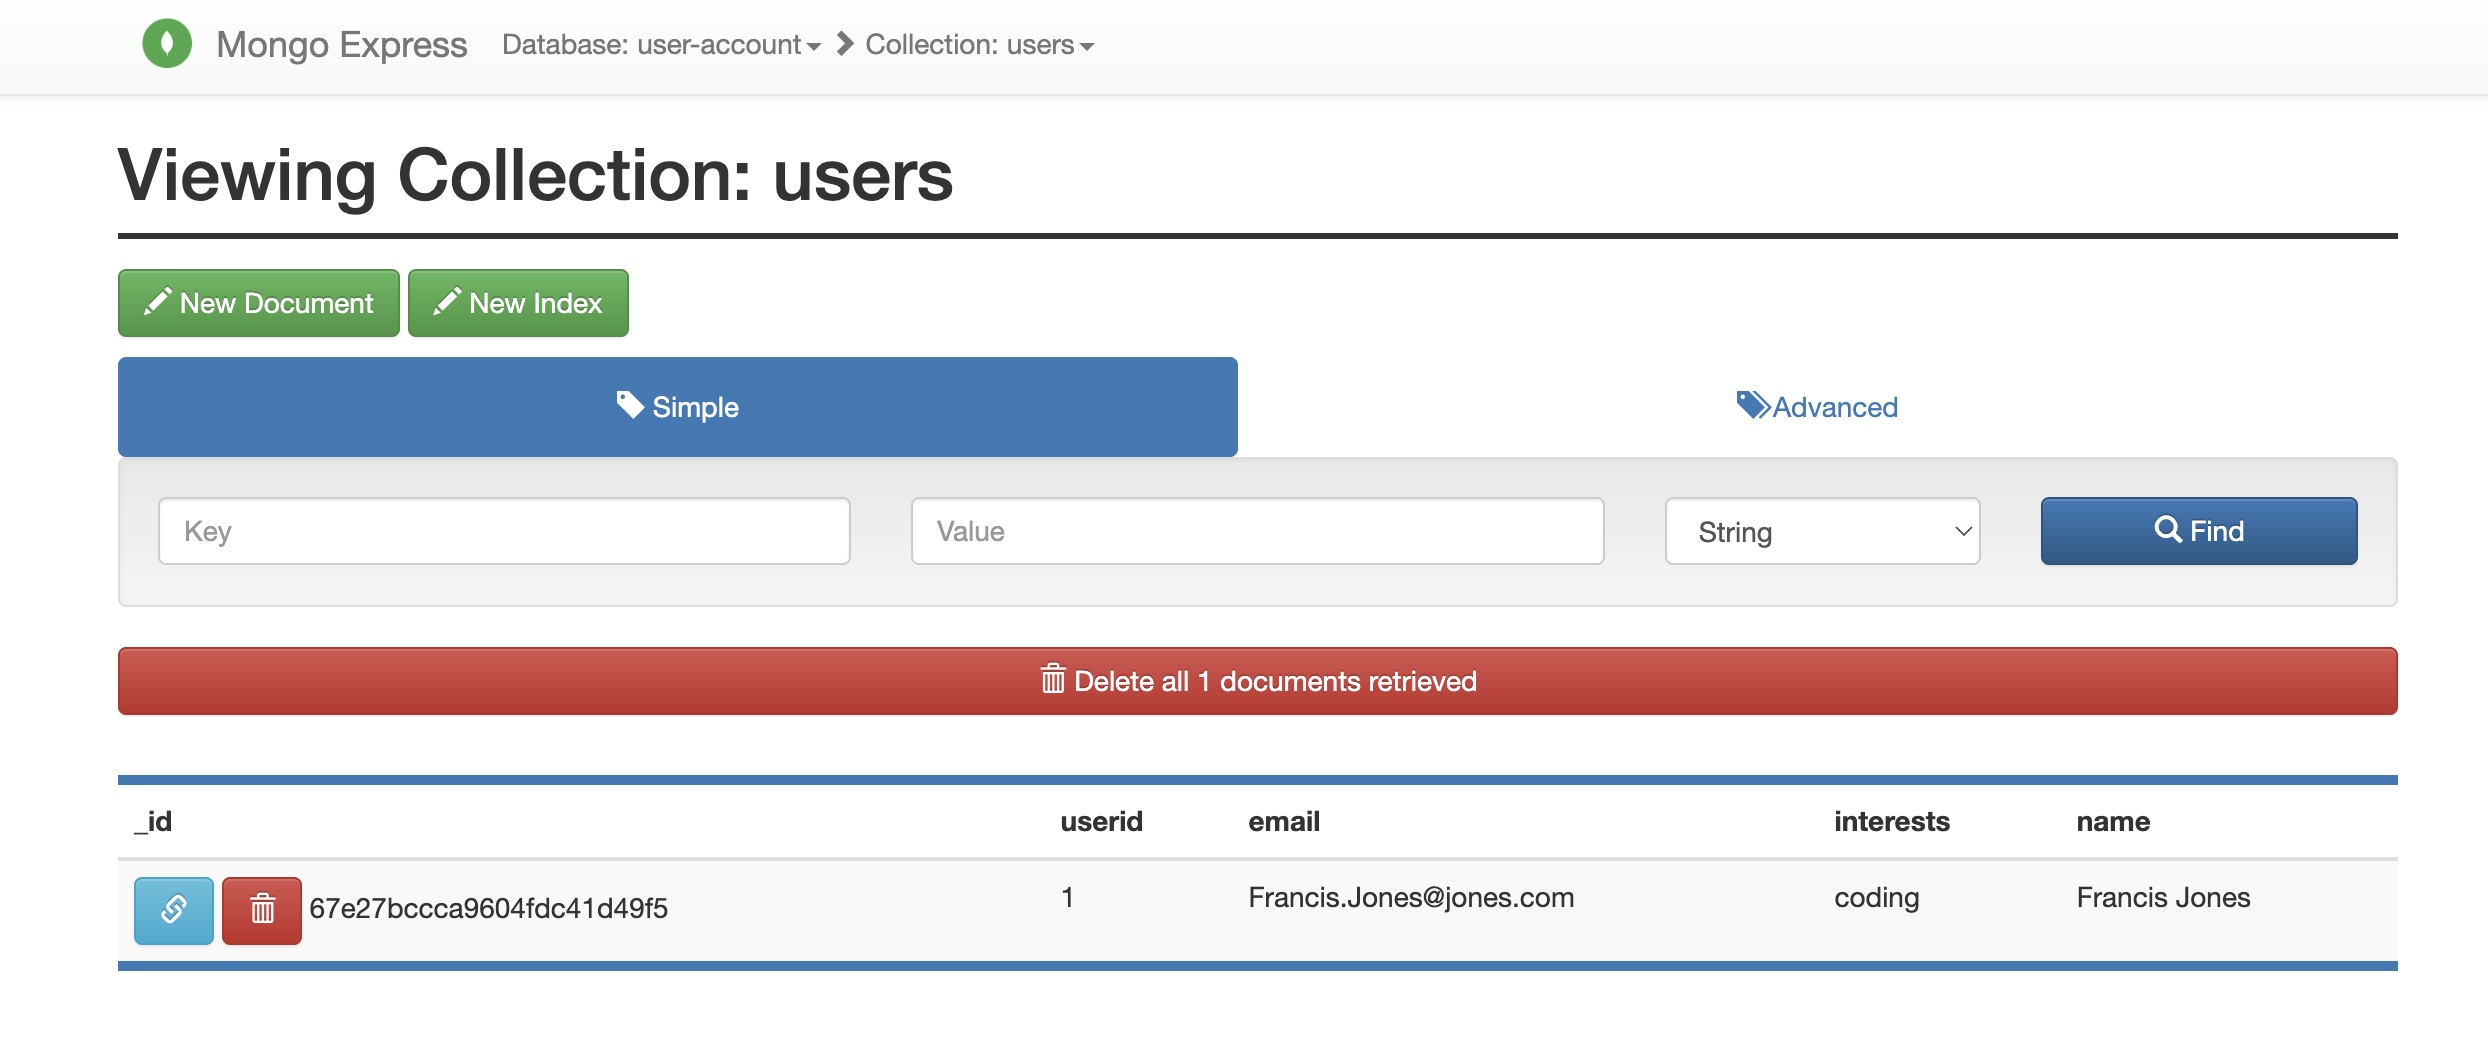 Mongo Express Database: user-account Collection: users
Viewing Collection: users
New Document New Index
Simple Advanced
Key Value String Find
Delete all 1 documents retrieved
_id userid email interests name
67e27bccca9604fdc41d49f5 1 Francis.Jones@jones.com coding Francis Jones